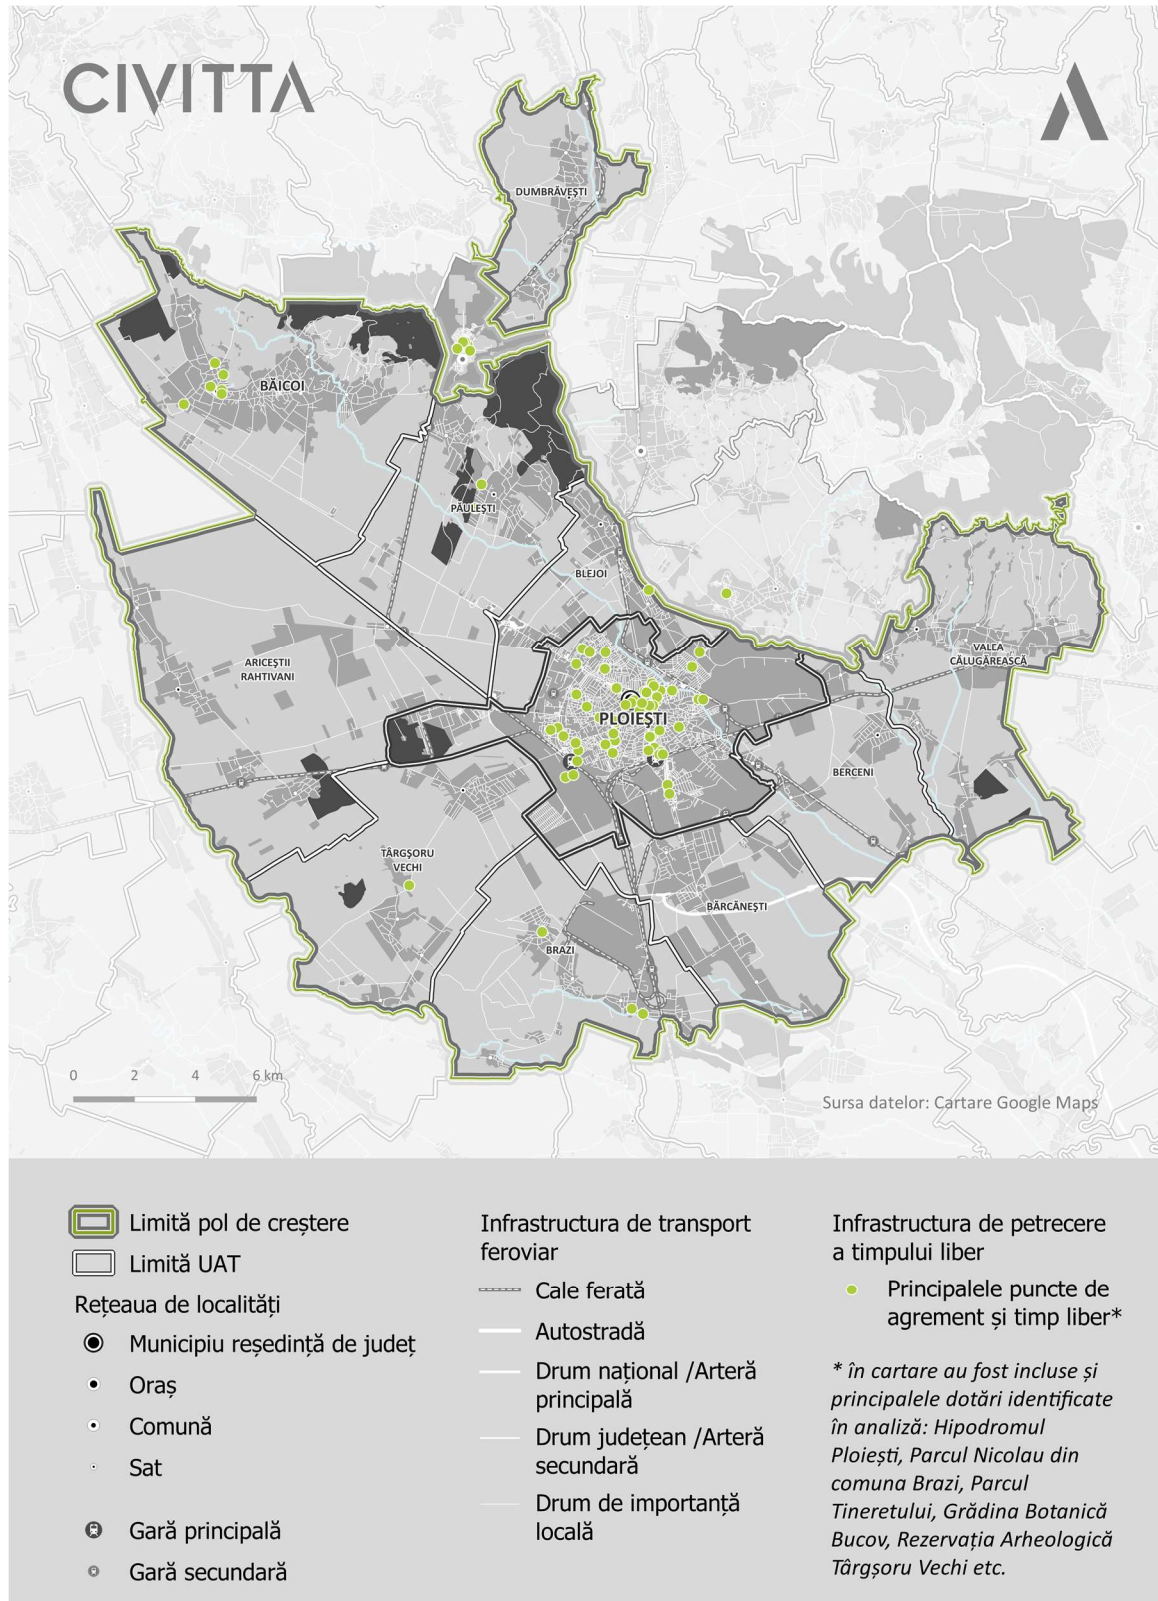 CIVITTA
DUMBRĂVEȘTI
BĂICOI
PĂULEȘTI
BLEJOI
ARICEȘTII
RAHTIVANI
VALEA
CĂLUGĂREASCĂ
PLOIEȘTI
BERCENI
TÂRGȘORU
VECHI
BĂRCĂNEȘTI
BRAZI
0 2 4 6 km
Sursa datelor: Cartare Google Maps
Limită pol de creștere
Limită UAT
Rețeaua de localități
Municipiu reședință de județ
Oraș
Comună
Sat
Gară principală
Gară secundară
Infrastructura de transport
feroviar
Cale ferată
Autostradă
Drum național /Arteră
principală
Drum județean /Arteră
secundară
Drum de importanță
locală
Infrastructura de petrecere
a timpului liber
Principalele puncte de
agrement și timp liber*
* în cartare au fost incluse și
principalele dotări identificate
în analiză: Hipodromul
Ploiești, Parcul Nicolau din
comuna Brazi, Parcul
Tineretului, Grădina Botanică
Bucov, Rezervația Arheologică
Târgșoru Vechi etc.